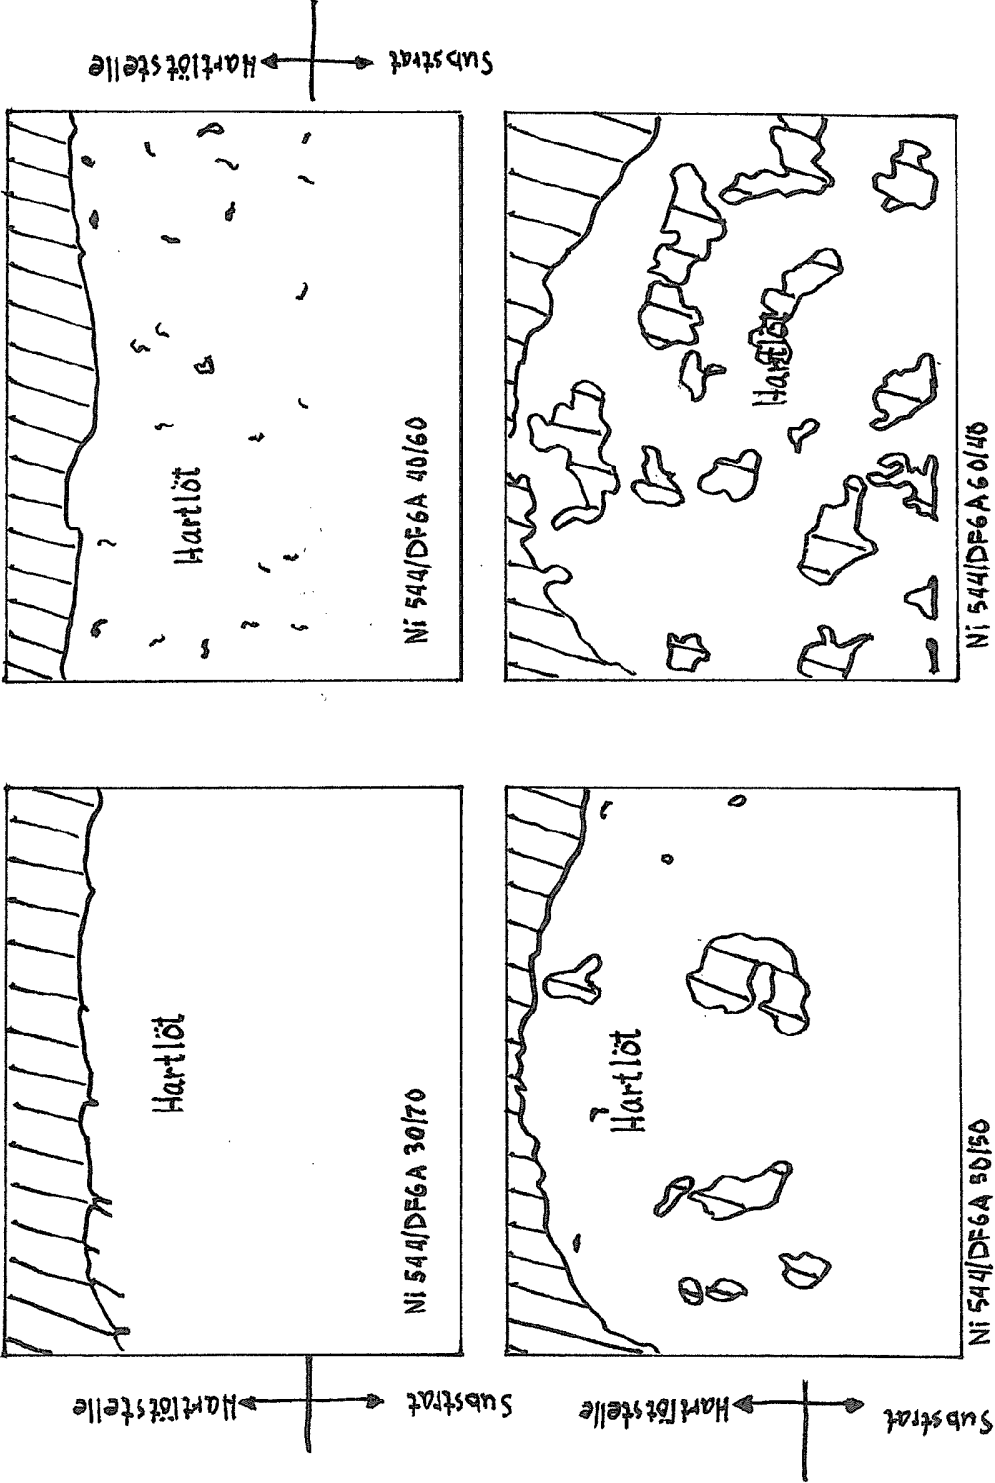 Hartlötstelle
Substrat
Hartlöt
Ni 544/DF6A 40/60
Hartlöt
Ni 544/DF6A 60/40
Hartlöt
Ni 544/DF6A 30/70
Hartlöt
Ni 544/DF6A 50/50
Hartlötstelle
Substrat
Hartlötstelle
Substrat